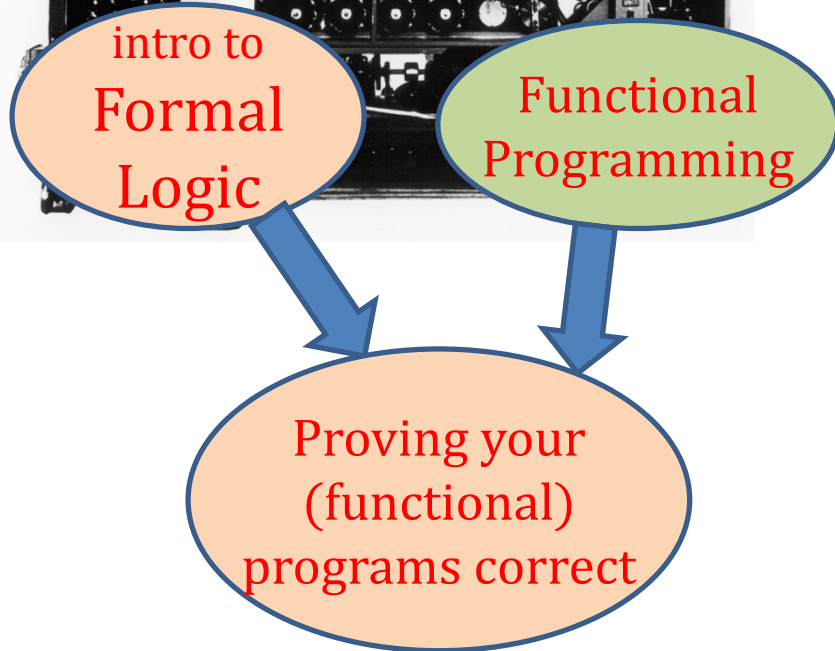 intro to
Formal
Logic
Functional
Programming
Proving your
(functional)
programs correct